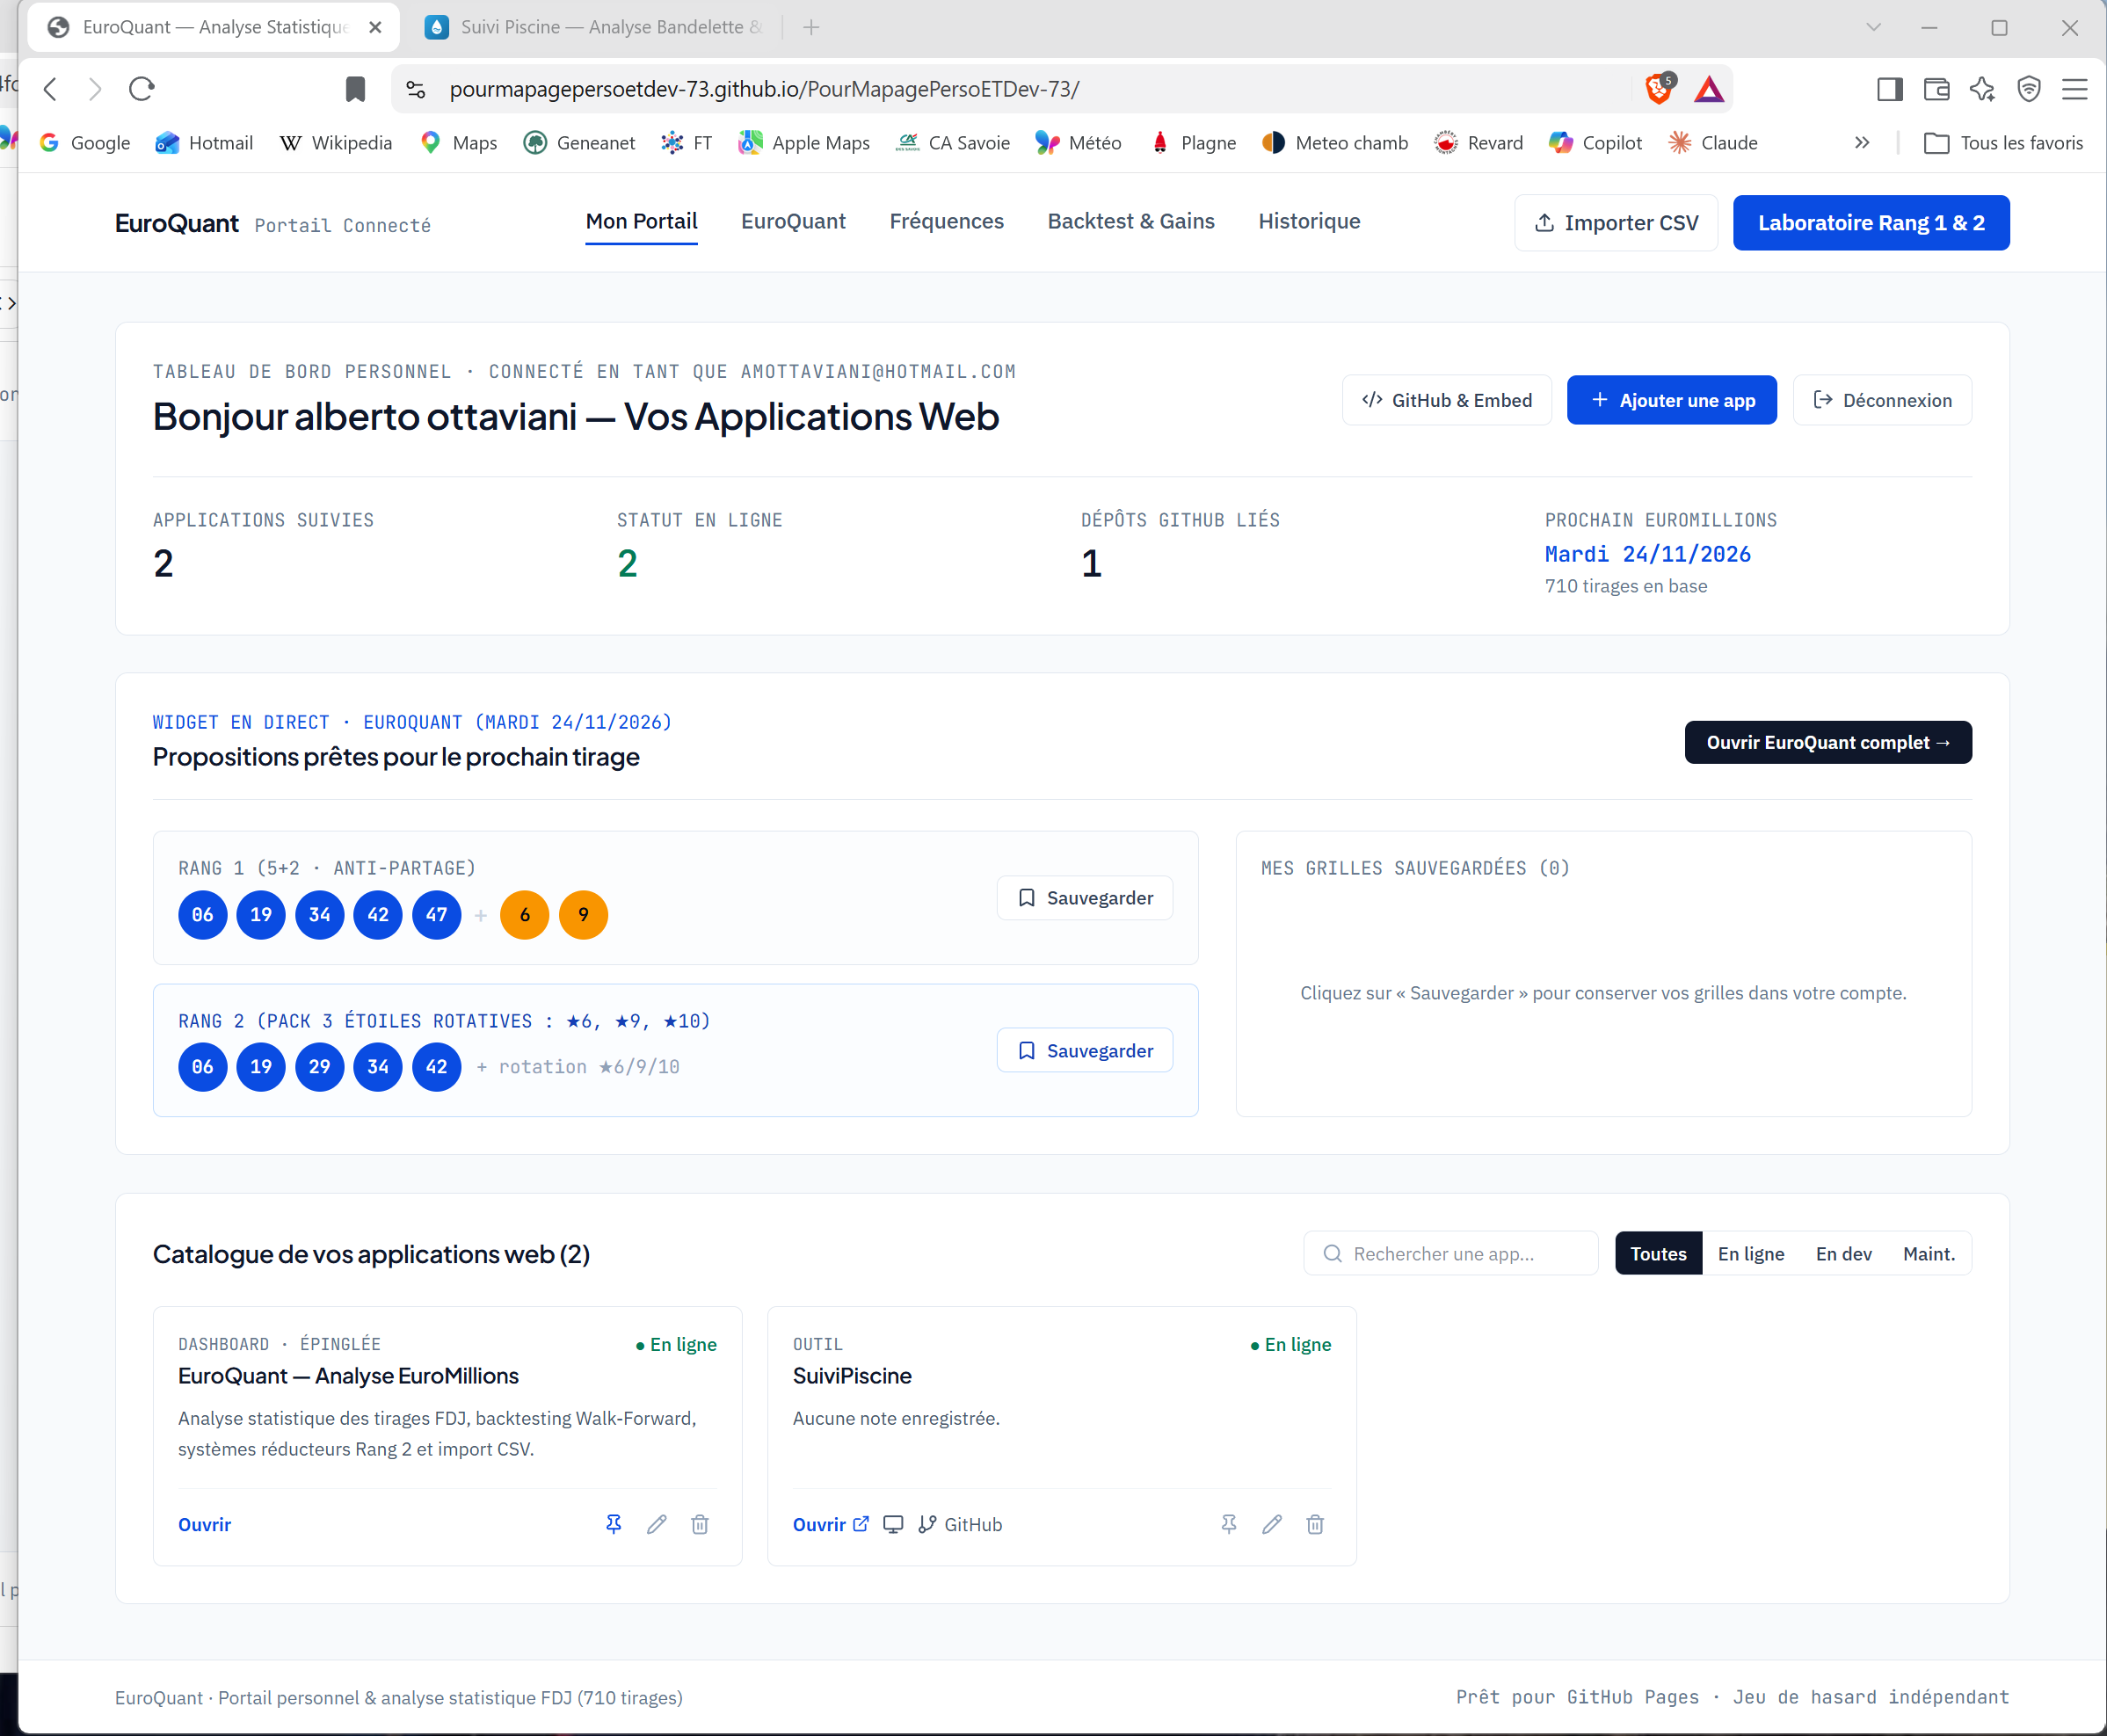 EuroQuant — Analyse Statistique
Suivi Piscine — Analyse Bandelette &
pourmapagepersoetdev-73.github.io/PourMapagePersoETDev-73/
5
Google Hotmail Wikipedia Maps Geneanet FT Apple Maps CA Savoie Météo Plagne Meteo chamb Revard Copilot Claude Tous les favoris
EuroQuant Portail Connecté
Mon Portail EuroQuant Fréquences Backtest & Gains Historique
Importer CSV
Laboratoire Rang 1 & 2
TABLEAU DE BORD PERSONNEL · CONNECTÉ EN TANT QUE AMOTTAVIANI@HOTMAIL.COM
Bonjour alberto ottaviani — Vos Applications Web
GitHub & Embed
+ Ajouter une app
Déconnexion
APPLICATIONS SUIVIES
2
STATUT EN LIGNE
2
DÉPÔTS GITHUB LIÉS
1
PROCHAIN EUROMILLIONS
Mardi 24/11/2026
710 tirages en base
WIDGET EN DIRECT · EUROQUANT (MARDI 24/11/2026)
Propositions prêtes pour le prochain tirage
Ouvrir EuroQuant complet →
RANG 1 (5+2 · ANTI-PARTAGE)
06 19 34 42 47 + 6 9
Sauvegarder
RANG 2 (PACK 3 ÉTOILES ROTATIVES : ★6, ★9, ★10)
06 19 29 34 42 + rotation ★6/9/10
Sauvegarder
MES GRILLES SAUVEGARDÉES (0)
Cliquez sur « Sauvegarder » pour conserver vos grilles dans votre compte.
Catalogue de vos applications web (2)
Rechercher une app...
Toutes En ligne En dev Maint.
DASHBOARD · ÉPINGLÉE
● En ligne
EuroQuant — Analyse EuroMillions
Analyse statistique des tirages FDJ, backtesting Walk-Forward,
systèmes réducteurs Rang 2 et import CSV.
Ouvrir
OUTIL
● En ligne
SuiviPiscine
Aucune note enregistrée.
Ouvrir GitHub
EuroQuant · Portail personnel & analyse statistique FDJ (710 tirages)
Prêt pour GitHub Pages · Jeu de hasard indépendant